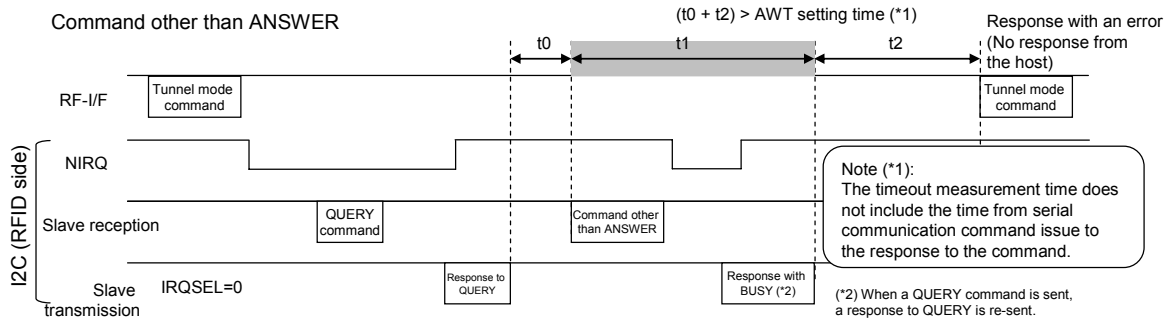 Command other than ANSWER
(t0 + t2) > AWT setting time (*1)
Response with an error
(No response from
the host)
t0
t1
t2
RF-I/F
Tunnel mode
command
Tunnel mode
command
I2C (RFID side)
NIRQ
Note (*1):
The timeout measurement time does
not include the time from serial
communication command issue to
the response to the command.
Slave reception
QUERY
command
Command other
than ANSWER
Slave
transmission
IRQSEL=0
Response to
QUERY
Response with
BUSY (*2)
(*2) When a QUERY command is sent,
a response to QUERY is re-sent.